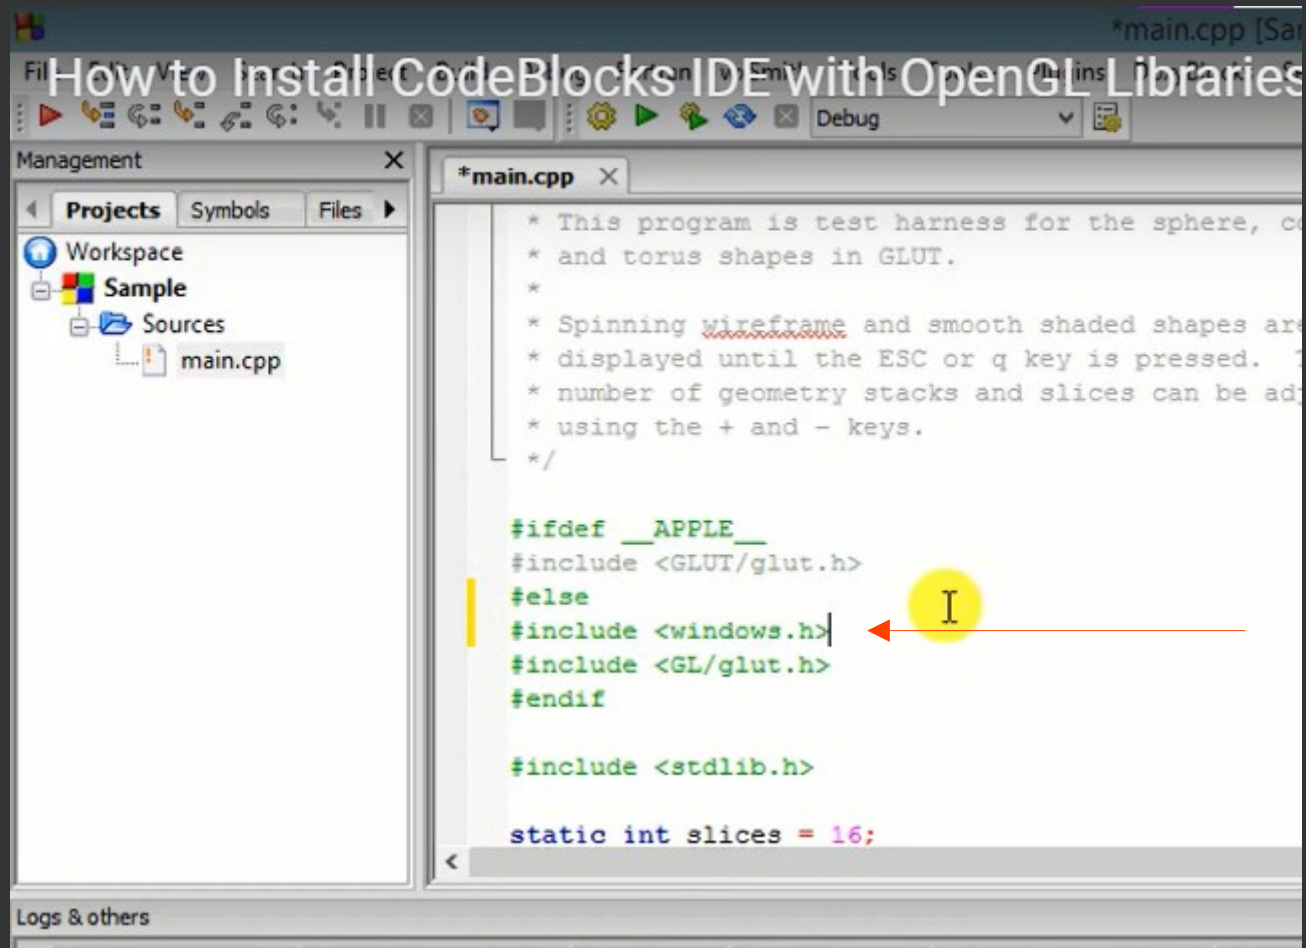 *main.cpp [Sa
How to Install CodeBlocks IDE with OpenGL Libraries
Debug
Management
*main.cpp
Projects Symbols Files
Workspace
Sample
Sources
main.cpp
* This program is test harness for the sphere, c
* and torus shapes in GLUT.
*
* Spinning wireframe and smooth shaded shapes are
* displayed until the ESC or q key is pressed.
* number of geometry stacks and slices can be adj
* using the + and - keys.
*/
#ifdef __APPLE__
#include <GLUT/glut.h>
#else
#include <windows.h>
#include <GL/glut.h>
#endif
#include <stdlib.h>
static int slices = 16;
Logs & others